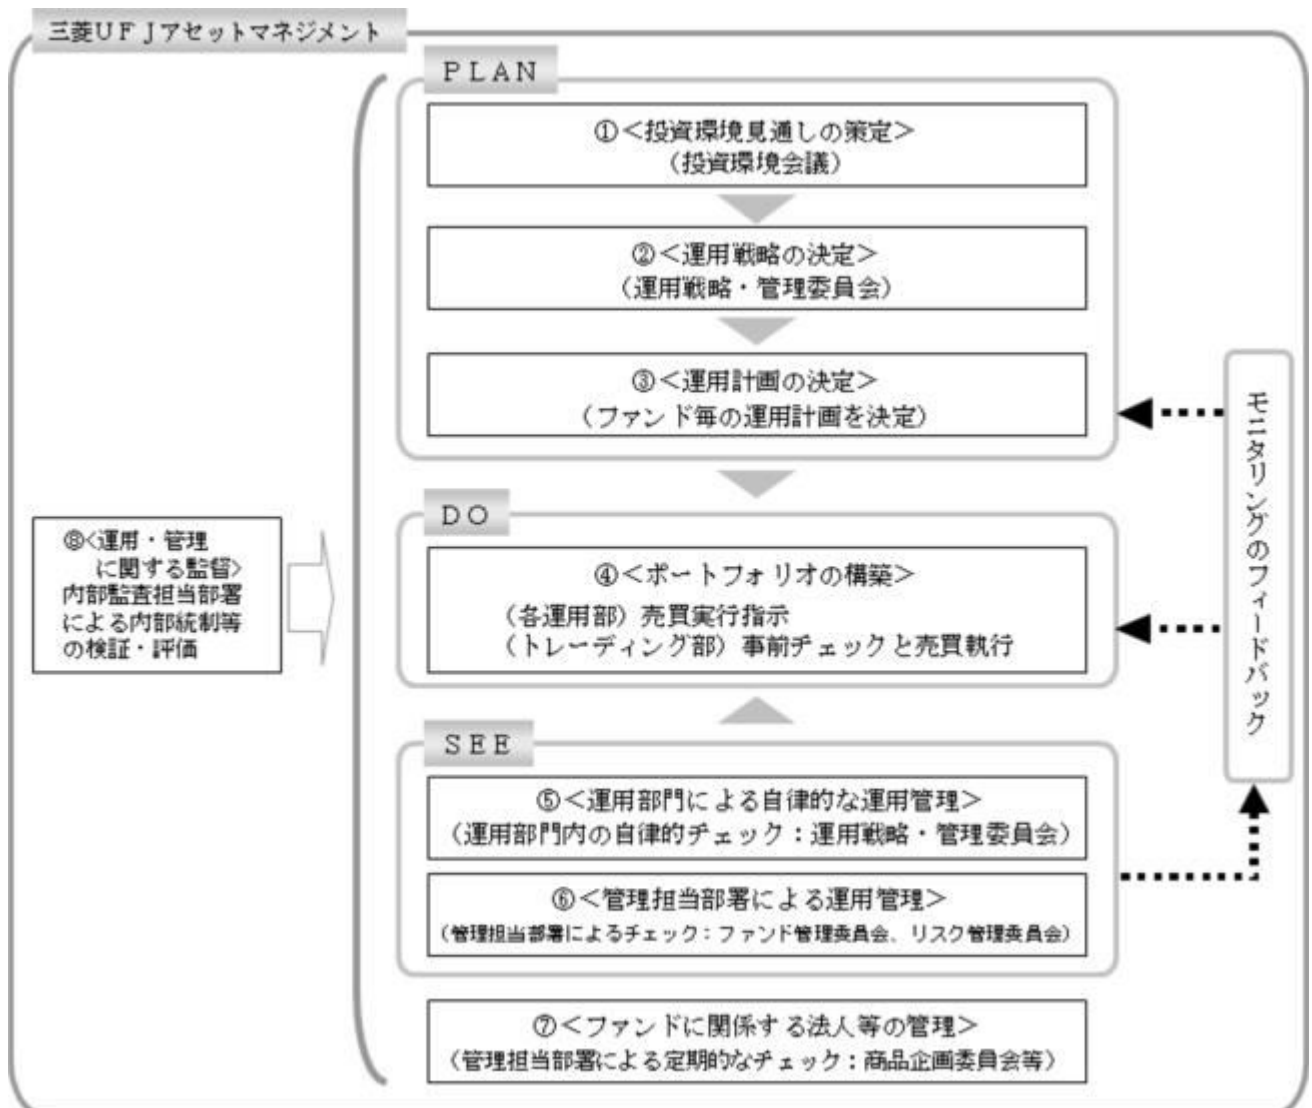 三菱ＵＦＪアセットマネジメント
ＰＬＡＮ
①＜投資環境見通しの策定＞
（投資環境会議）
②＜運用戦略の決定＞
（運用戦略・管理委員会）
③＜運用計画の決定＞
（ファンド毎の運用計画を決定）
ＤＯ
④＜ポートフォリオの構築＞
（各運用部）売買実行指示
（トレーディング部）事前チェックと売買執行
ＳＥＥ
⑤＜運用部門による自律的な運用管理＞
（運用部門内の自律的チェック：運用戦略・管理委員会）
⑥＜管理担当部署による運用管理＞
（管理担当部署によるチェック：ファンド管理委員会、リスク管理委員会）
⑦＜ファンドに関係する法人等の管理＞
（管理担当部署による定期的なチェック：商品企画委員会等）
⑧＜運用・管理
に関する監督＞
内部監査担当部署
による内部統制等
の検証・評価
モニタリングのフィードバック